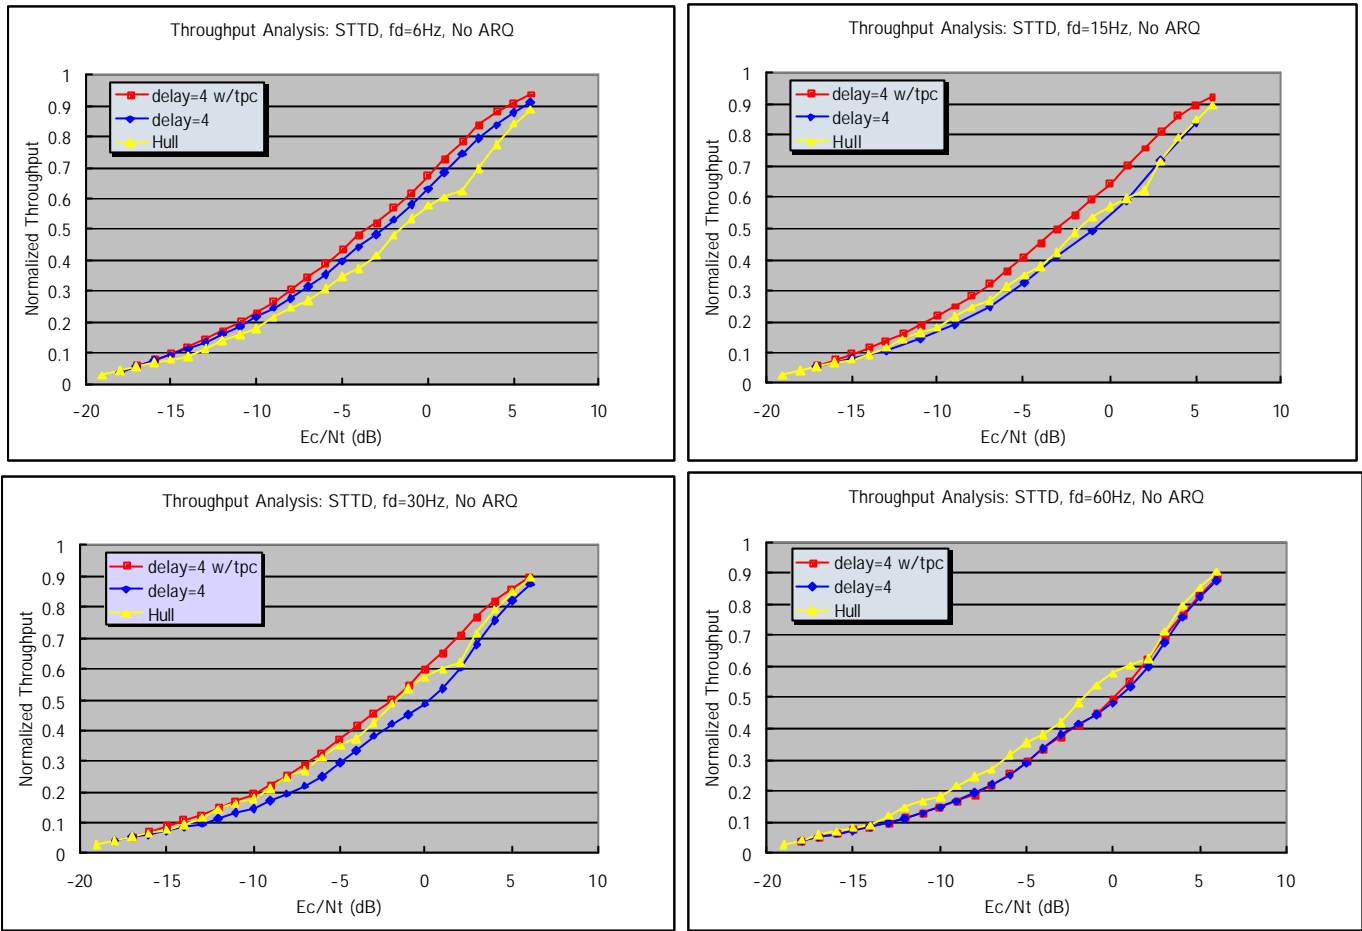 Throughput Analysis: STTD, fd=6Hz, No ARQ
Normalized Throughput
1
0.9
0.8
0.7
0.6
0.5
0.4
0.3
0.2
0.1
0
delay=4 w/tpc
delay=4
Hull
-20 -15 -10 -5 0 5 10
Ec/Nt (dB)
Throughput Analysis: STTD, fd=15Hz, No ARQ
Normalized Throughput
1
0.9
0.8
0.7
0.6
0.5
0.4
0.3
0.2
0.1
0
delay=4 w/tpc
delay=4
Hull
-20 -15 -10 -5 0 5 10
Ec/Nt (dB)
Throughput Analysis: STTD, fd=30Hz, No ARQ
Normalized Throughput
1
0.9
0.8
0.7
0.6
0.5
0.4
0.3
0.2
0.1
0
delay=4 w/tpc
delay=4
Hull
-20 -15 -10 -5 0 5 10
Ec/Nt (dB)
Throughput Analysis: STTD, fd=60Hz, No ARQ
Normalized Throughput
1
0.9
0.8
0.7
0.6
0.5
0.4
0.3
0.2
0.1
0
delay=4 w/tpc
delay=4
Hull
-20 -15 -10 -5 0 5 10
Ec/Nt (dB)